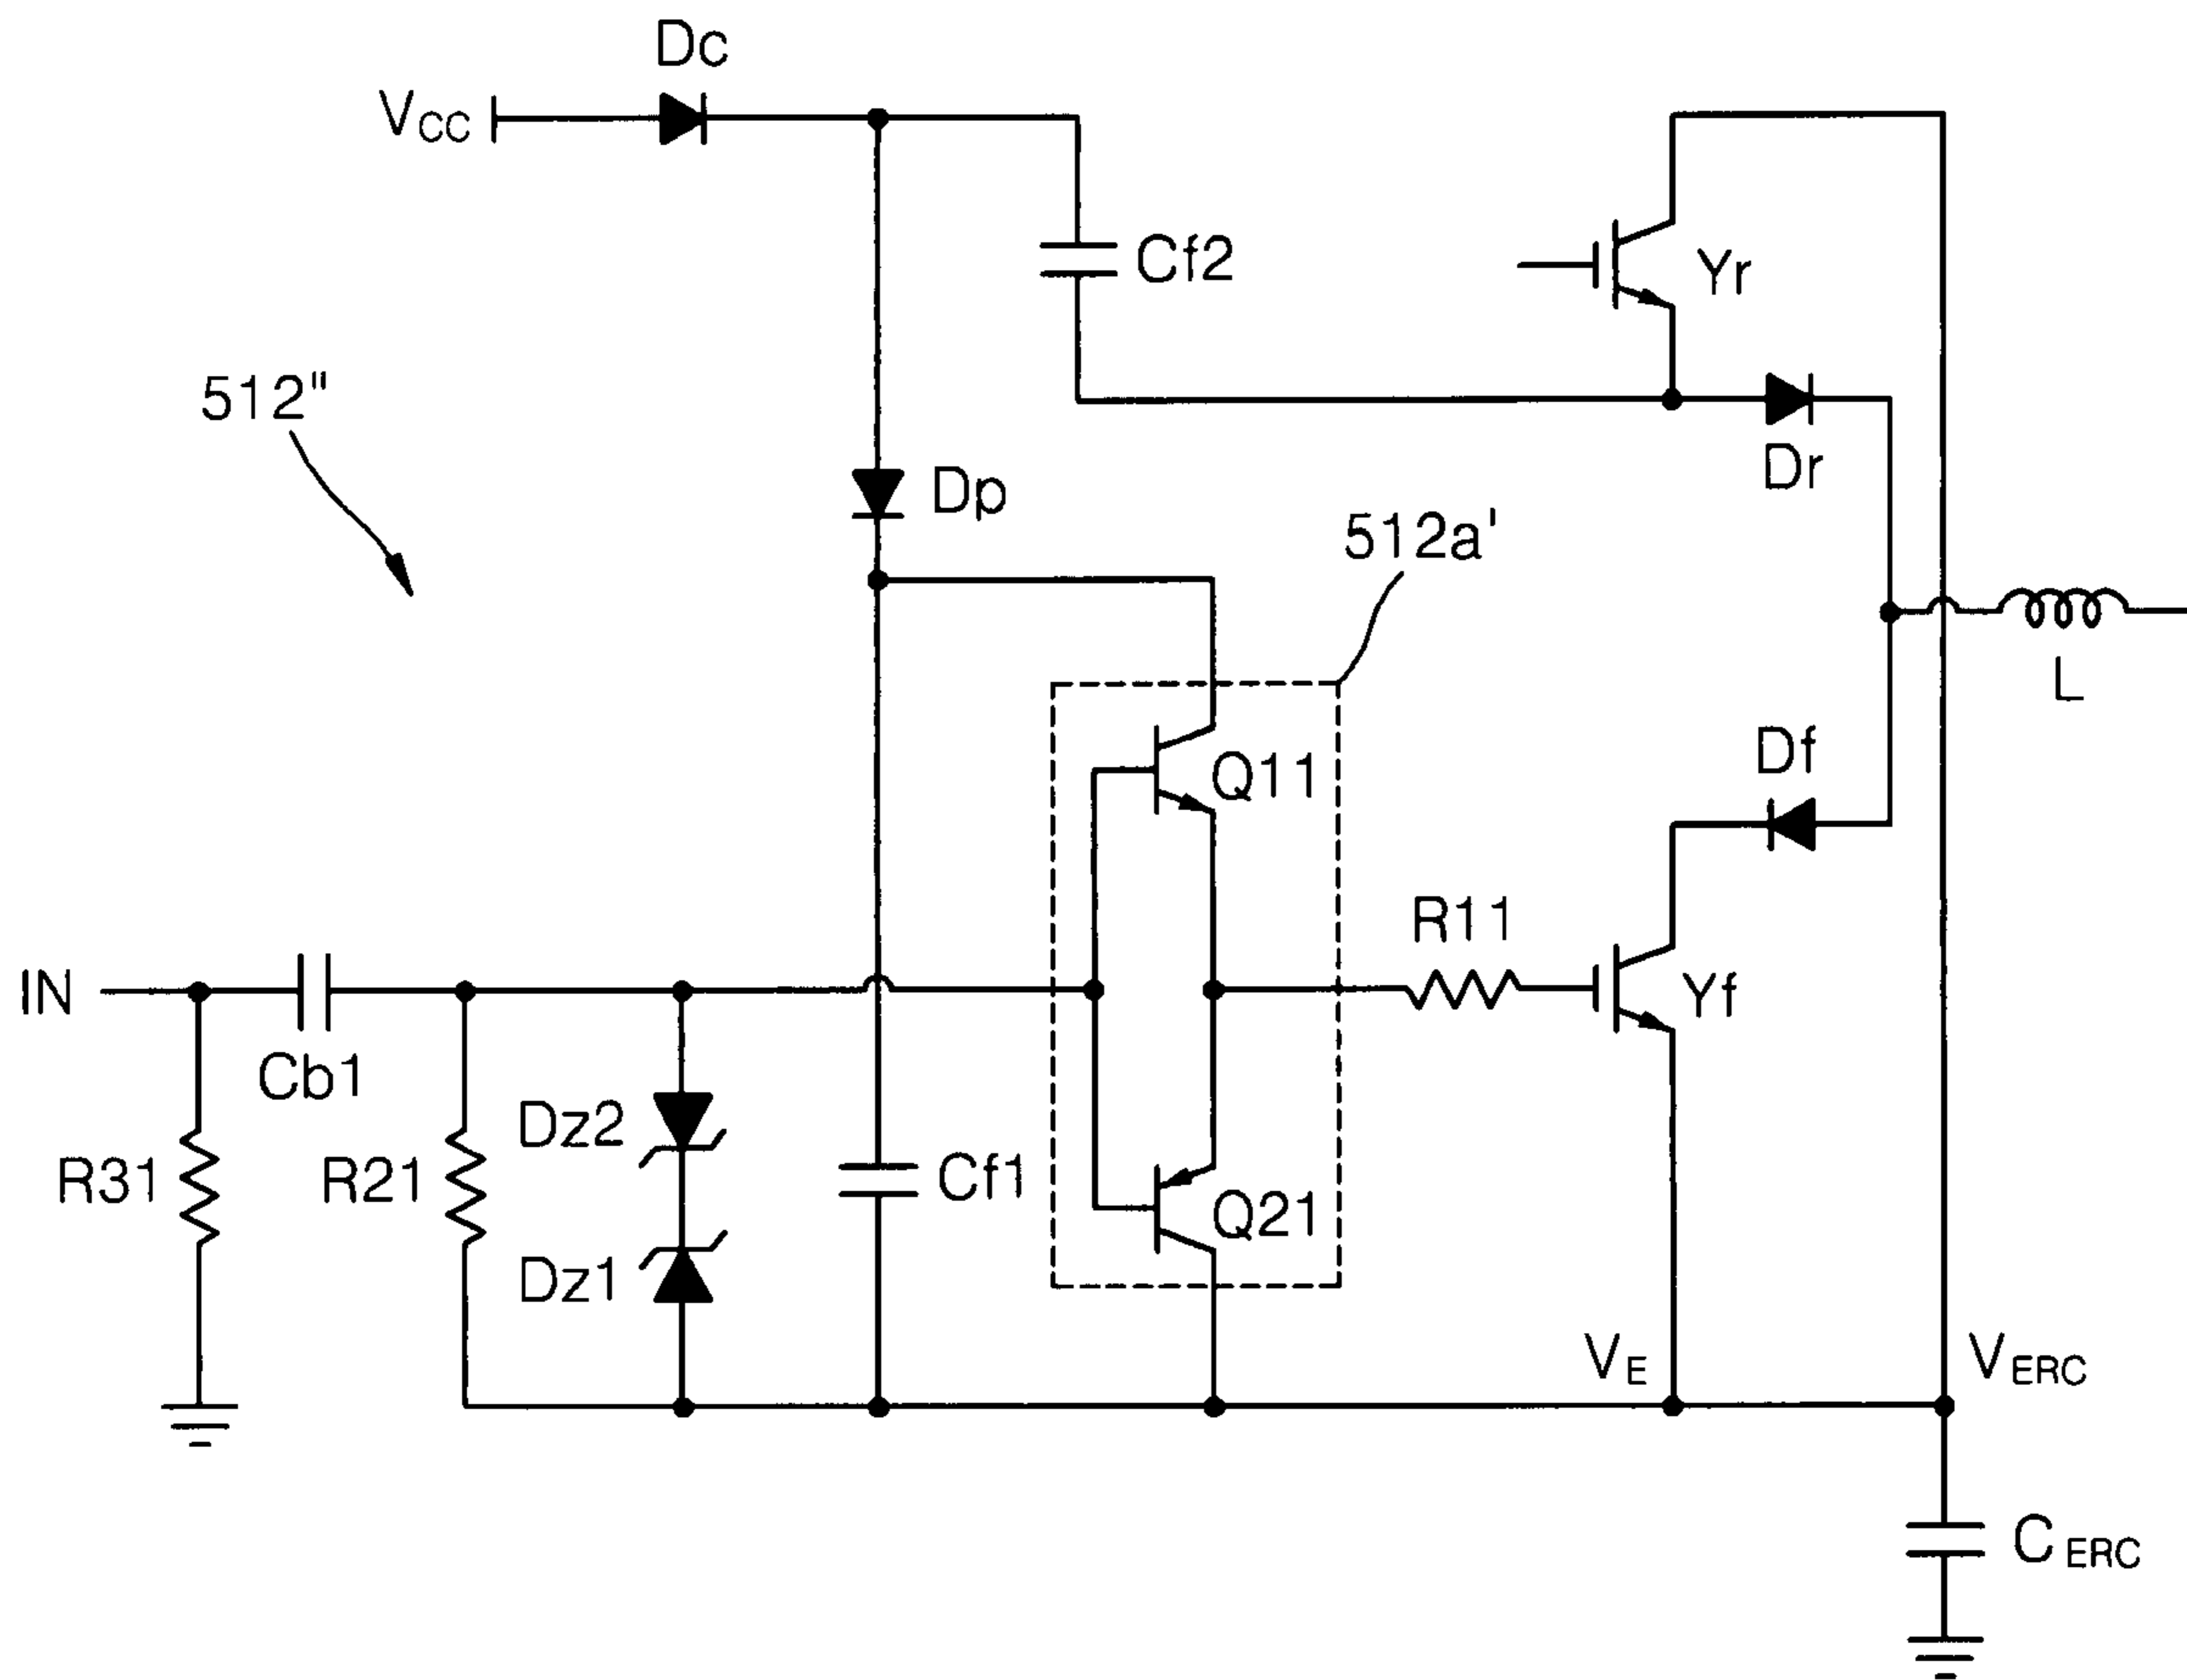 Dc
VCC
Cf2
Yr
512"
Dr
Dp
512a'
L
Q11
Df
R11
IN
Yf
Cb1
Dz2
R31
R21
Cf1
Q21
Dz1
VE
VERC
CERC